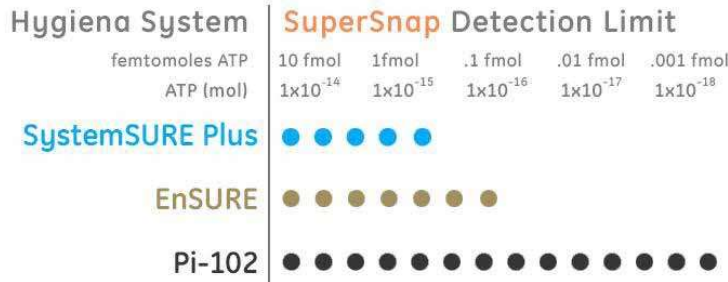 Hygiena System SuperSnap Detection Limit
femtomoles ATP 10 fmol 1fmol .1 fmol .01 fmol .001 fmol
ATP (mol) 1x10⁻¹⁴ 1x10⁻¹⁵ 1x10⁻¹⁶ 1x10⁻¹⁷ 1x10⁻¹⁸
SystemSURE Plus
EnSURE
Pi-102